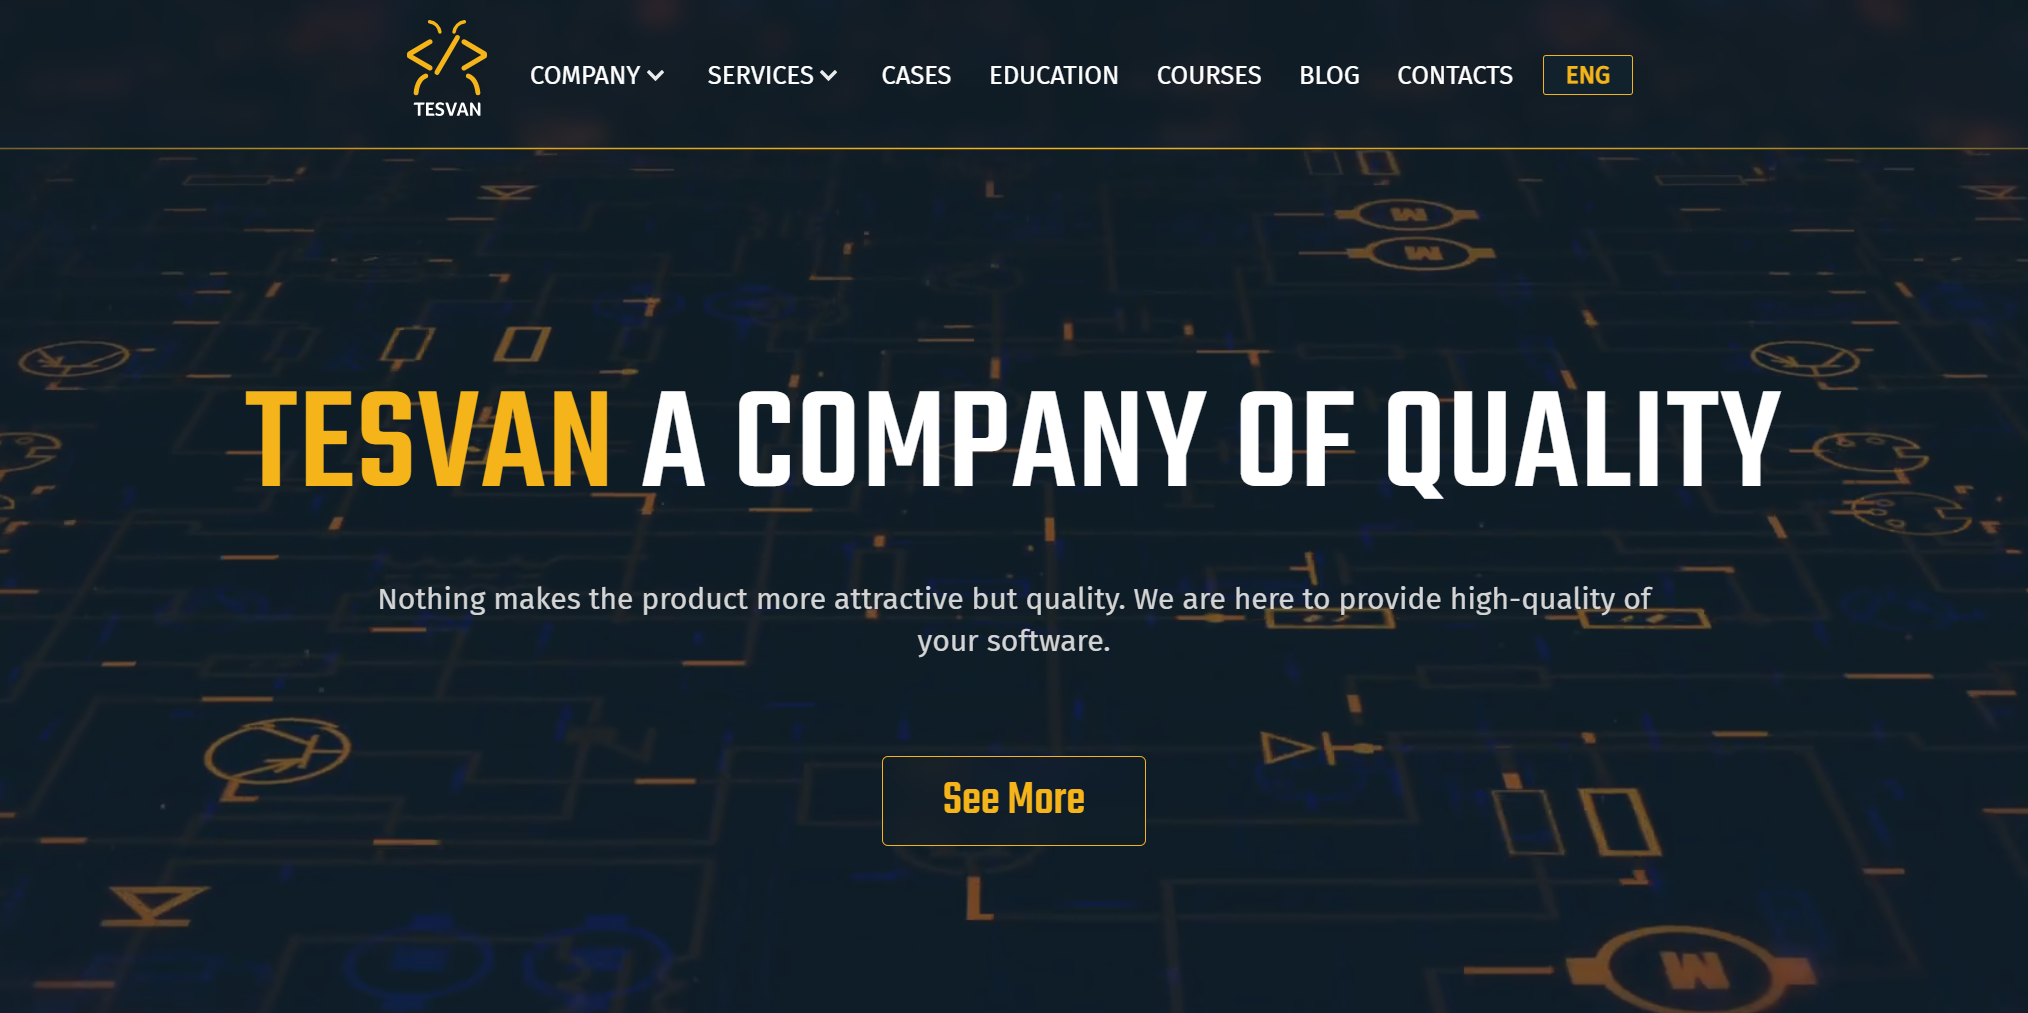 TESVAN
COMPANY
SERVICES
CASES
EDUCATION
COURSES
BLOG
CONTACTS
ENG
TESVAN A COMPANY OF QUALITY
Nothing makes the product more attractive but quality. We are here to provide high-quality of
your software.
See More